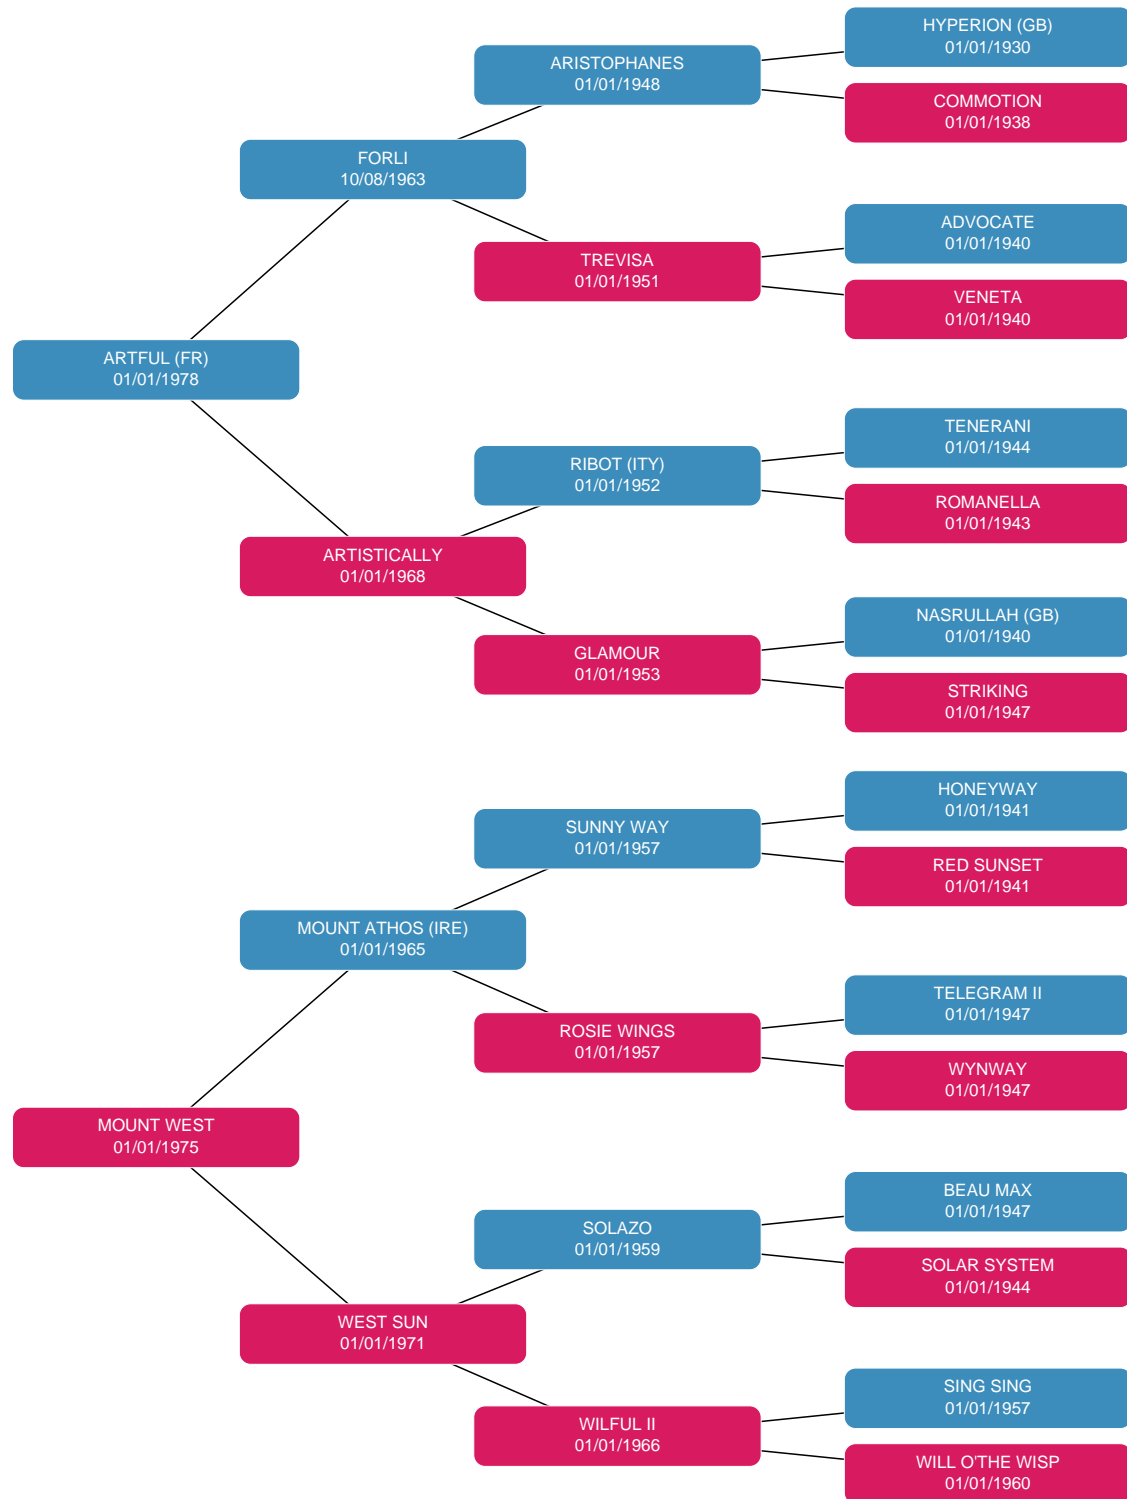 HYPERION (GB)
01/01/1930
ARISTOPHANES
01/01/1948
COMMOTION
01/01/1938
FORLI
10/08/1963
ADVOCATE
01/01/1940
TREVISA
01/01/1951
VENETA
01/01/1940
ARTFUL (FR)
01/01/1978
TENERANI
01/01/1944
RIBOT (ITY)
01/01/1952
ROMANELLA
01/01/1943
ARTISTICALLY
01/01/1968
NASRULLAH (GB)
01/01/1940
GLAMOUR
01/01/1953
STRIKING
01/01/1947
HONEYWAY
01/01/1941
SUNNY WAY
01/01/1957
RED SUNSET
01/01/1941
MOUNT ATHOS (IRE)
01/01/1965
TELEGRAM II
01/01/1947
ROSIE WINGS
01/01/1957
WYNWAY
01/01/1947
MOUNT WEST
01/01/1975
BEAU MAX
01/01/1947
SOLAZO
01/01/1959
SOLAR SYSTEM
01/01/1944
WEST SUN
01/01/1971
SING SING
01/01/1957
WILFUL II
01/01/1966
WILL O'THE WISP
01/01/1960